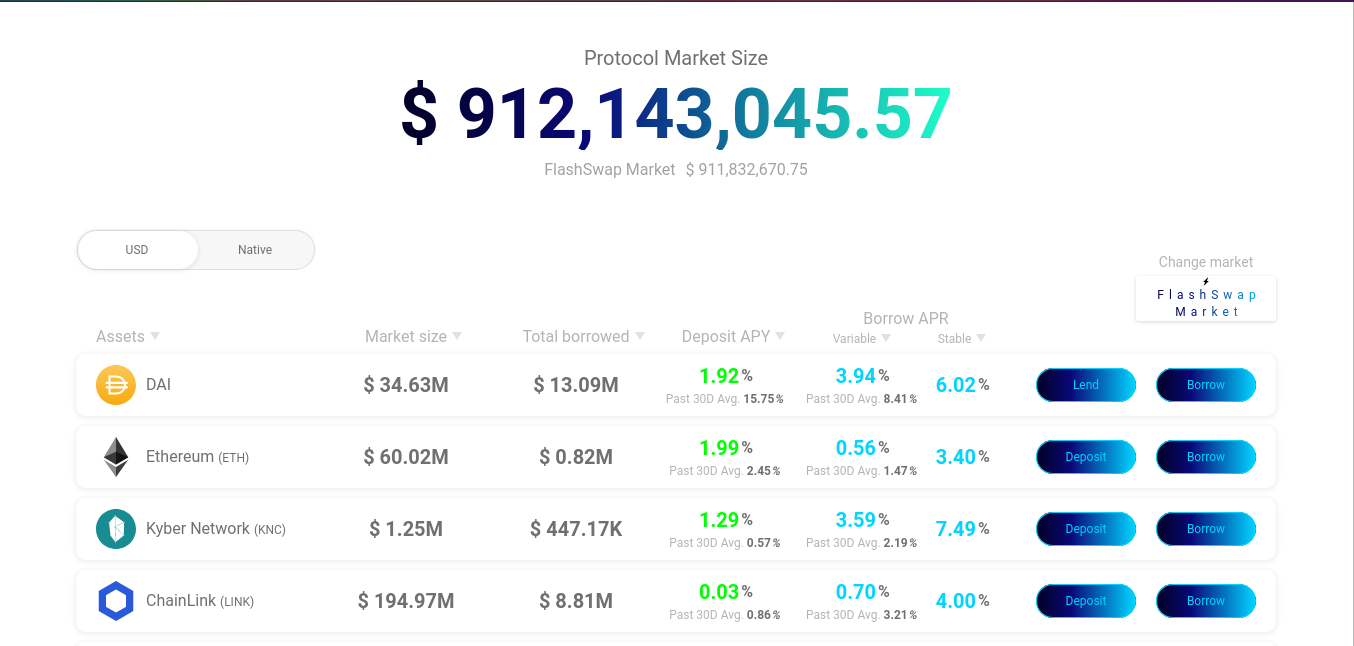 Protocol Market Size
$ 912,143,045.57
FlashSwap Market $ 911,832,670.75
USD Native
Change market
FlashSwap
Market
Borrow APR
Assets Market size Total borrowed Deposit APY Variable Stable
DAI $ 34.63M $ 13.09M 1.92 % 3.94 % 6.02 % Lend Borrow
Past 30D Avg. 15.75 % Past 30D Avg. 8.41 %
Ethereum (ETH) $ 60.02M $ 0.82M 1.99 % 0.56 % 3.40 % Deposit Borrow
Past 30D Avg. 2.45 % Past 30D Avg. 1.47 %
Kyber Network (KNC) $ 1.25M $ 447.17K 1.29 % 3.59 % 7.49 % Deposit Borrow
Past 30D Avg. 0.57 % Past 30D Avg. 2.19 %
ChainLink (LINK) $ 194.97M $ 8.81M 0.03 % 0.70 % 4.00 % Deposit Borrow
Past 30D Avg. 0.86 % Past 30D Avg. 3.21 %